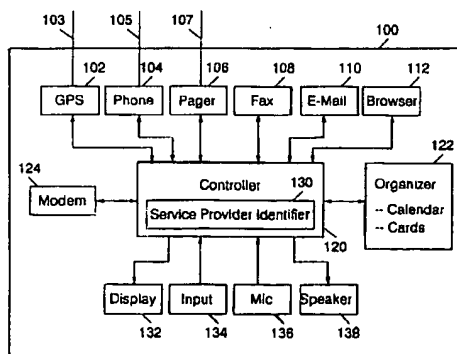 103 105 107
100
102 104 106 108 110 112
GPS Phone Pager Fax E-Mail Browser
122
124
Controller
130
Organizer
Modem
Service Provider Identifier
-- Calendar
-- Cards
120
Display Input Mic Speaker
132 134 136 138